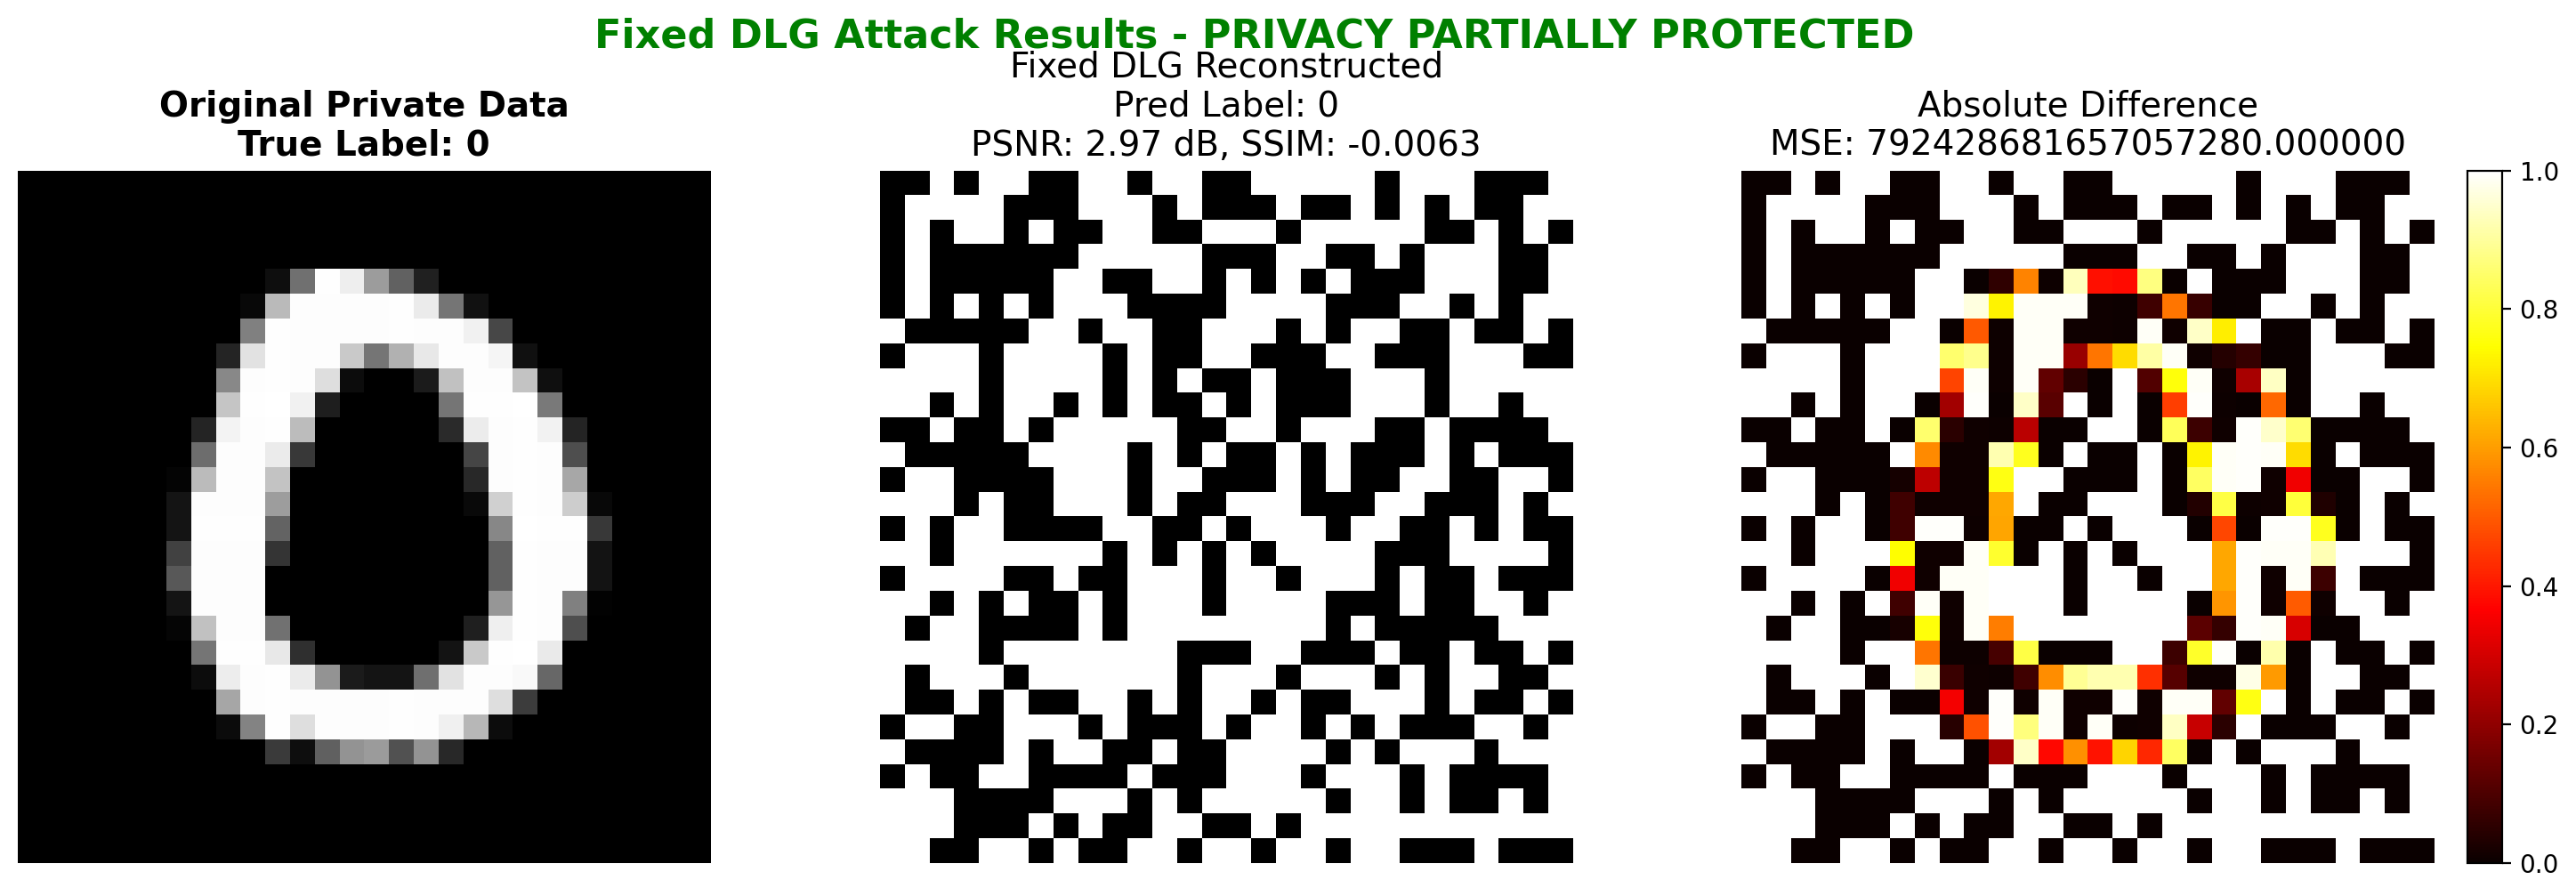 Fixed DLG Attack Results - PRIVACY PARTIALLY PROTECTED
Original Private Data
True Label: 0
Fixed DLG Reconstructed
Pred Label: 0
PSNR: 2.97 dB, SSIM: -0.0063
Absolute Difference
MSE: 792428681657057280.000000
1.0
0.8
0.6
0.4
0.2
0.0